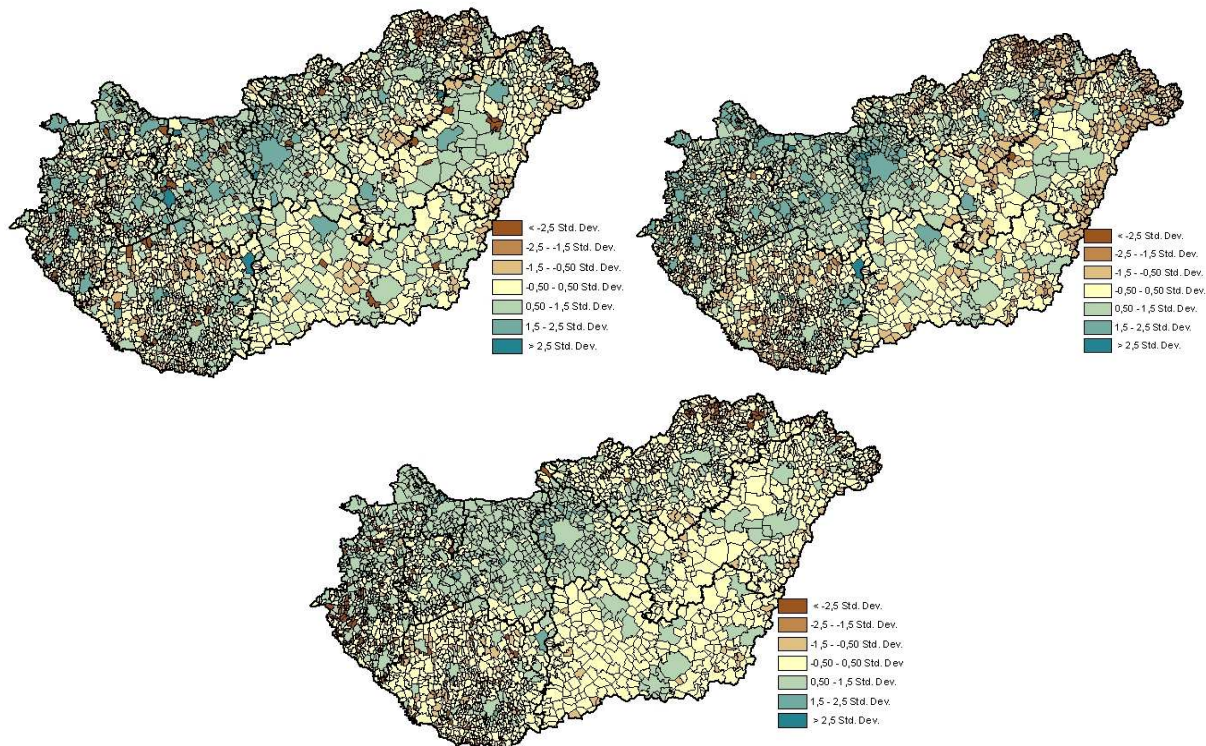 < -2,5 Std. Dev.
-2,5 - -1,5 Std. Dev.
-1,5 - -0,50 Std. Dev.
-0,50 - 0,50 Std. Dev.
0,50 - 1,5 Std. Dev.
1,5 - 2,5 Std. Dev.
> 2,5 Std. Dev.
< -2,5 Std. Dev.
-2,5 - -1,5 Std. Dev.
-1,5 - -0,50 Std. Dev.
-0,50 - 0,50 Std. Dev.
0,50 - 1,5 Std. Dev.
1,5 - 2,5 Std. Dev.
> 2,5 Std. Dev.
< -2,5 Std. Dev.
-2,5 - -1,5 Std. Dev.
-1,5 - -0,50 Std. Dev.
-0,50 - 0,50 Std. Dev
0,50 - 1,5 Std. Dev.
1,5 - 2,5 Std. Dev.
> 2,5 Std. Dev.